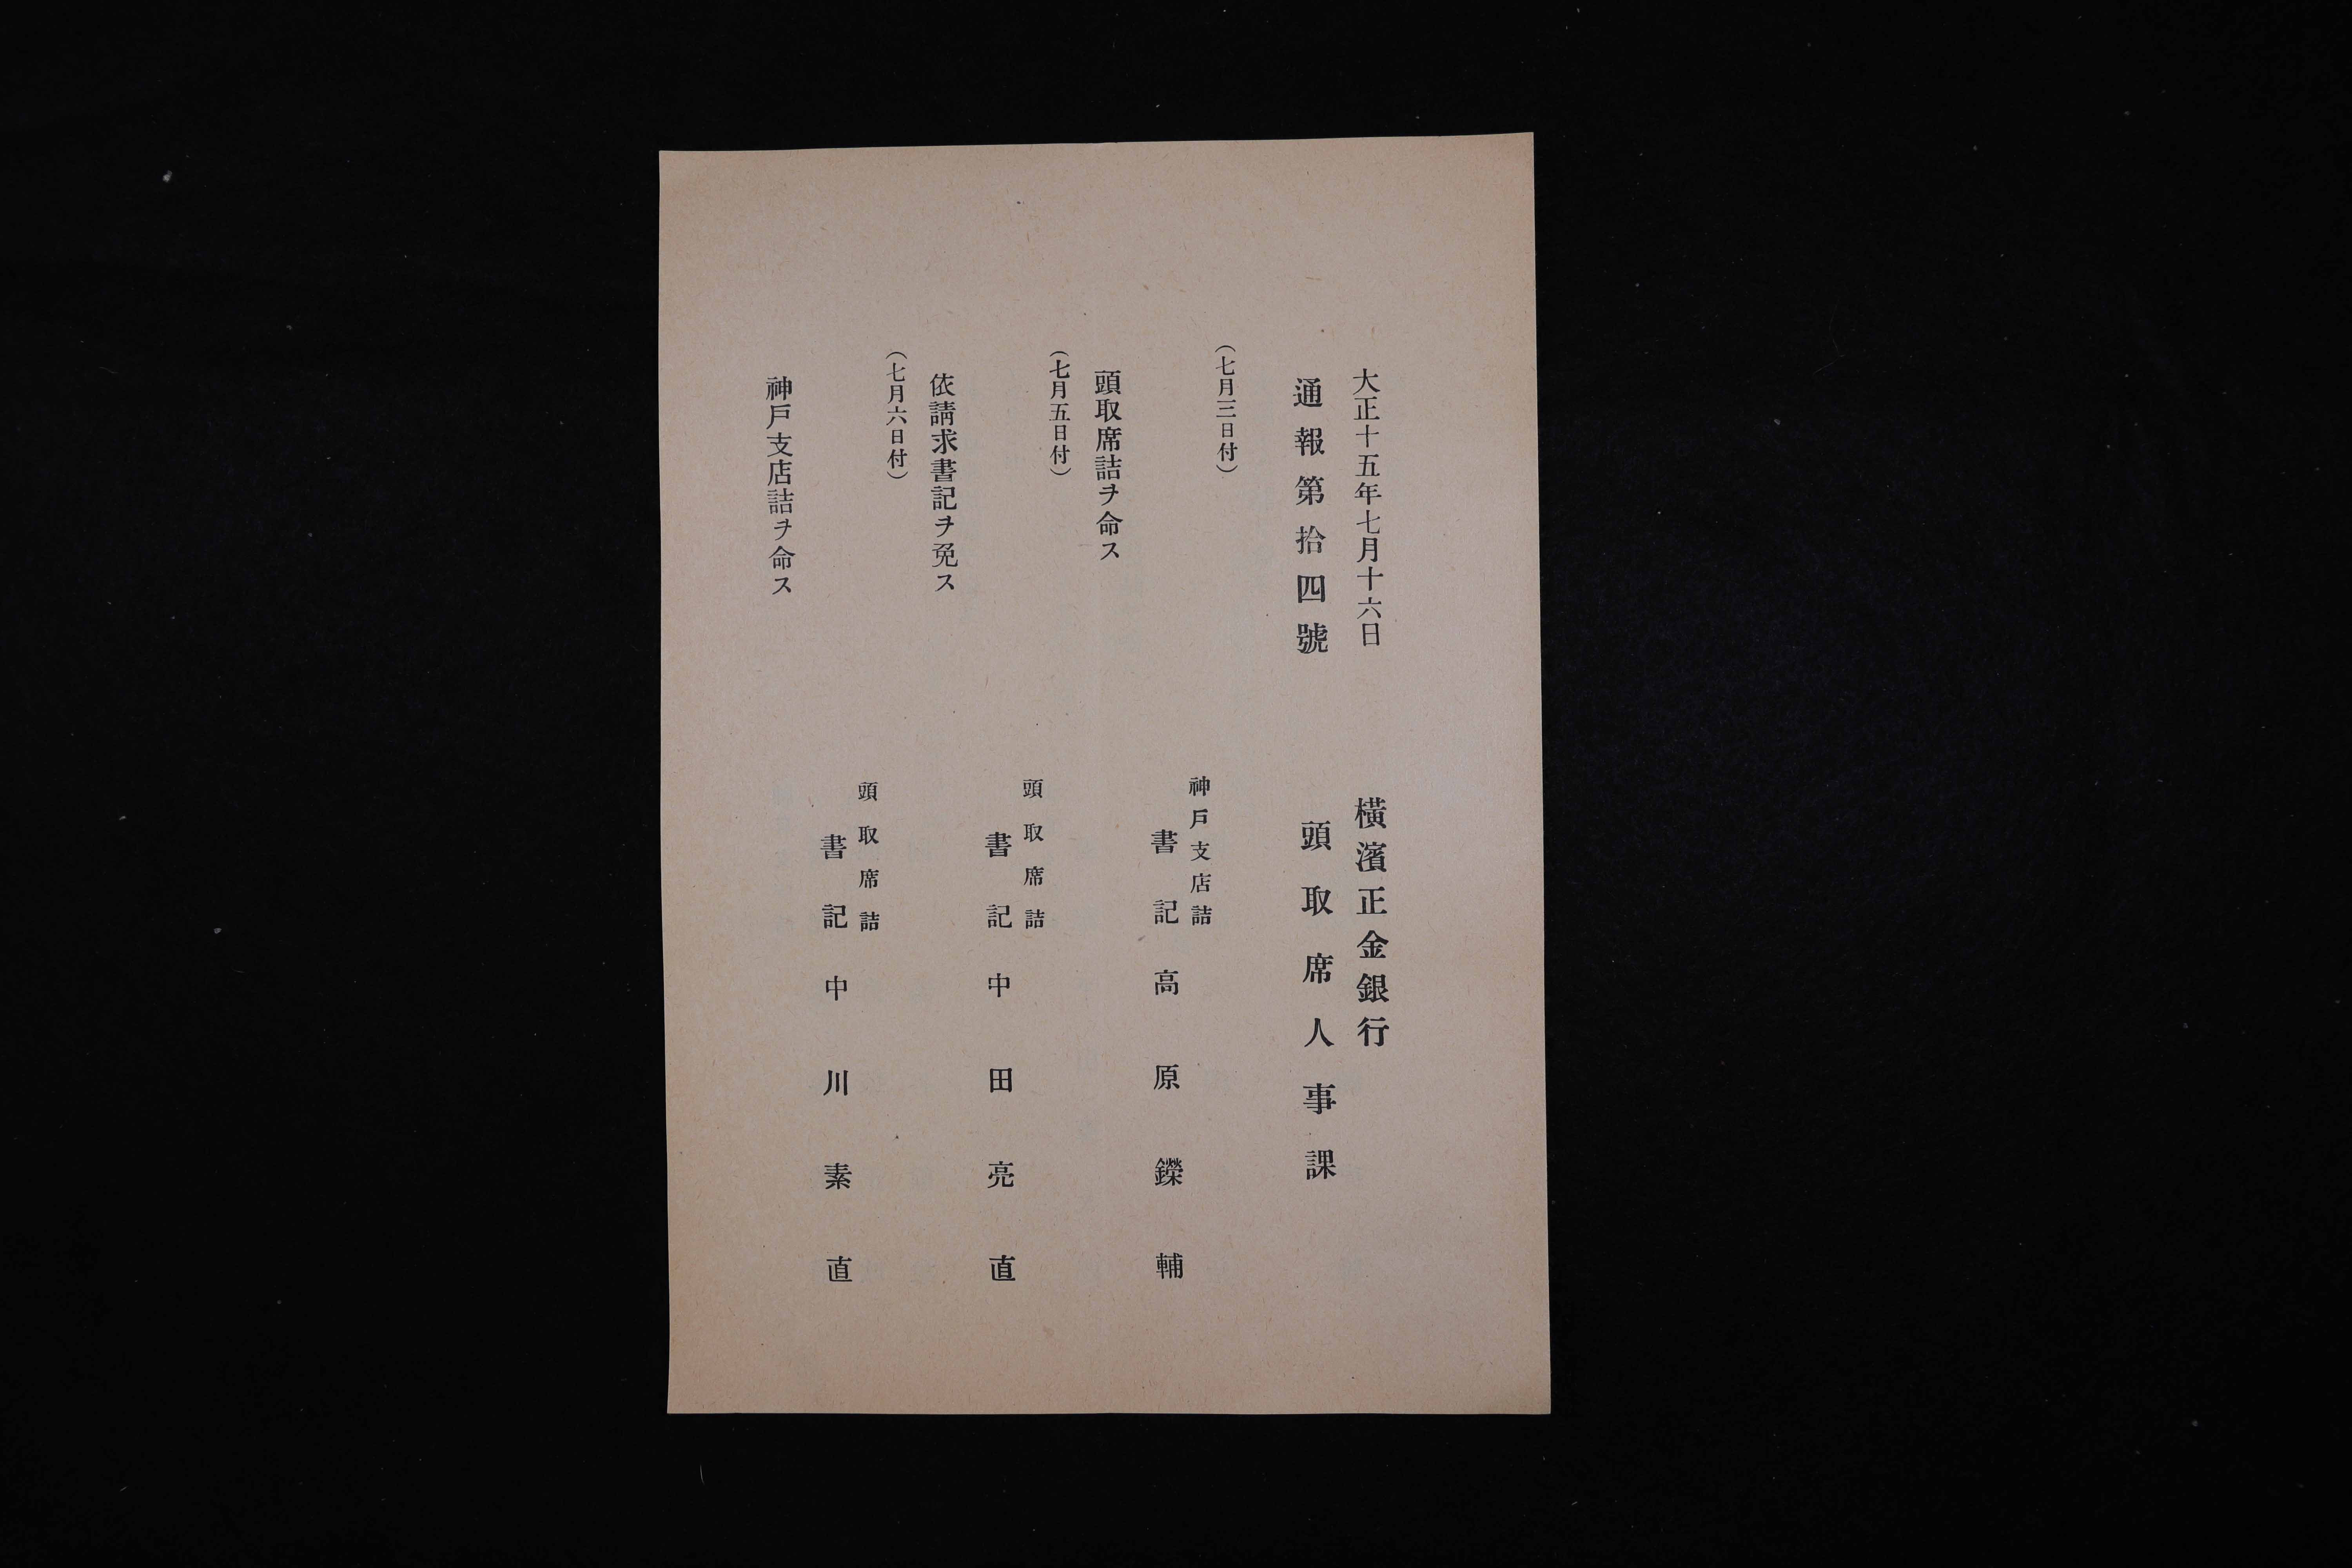 大正十五年七月十六日
橫濱正金銀行
通報第拾四號
頭取席人事課
（七月三日付）
神戶支店詰
書記高原鑅輔
頭取席詰ヲ命ス
（七月五日付）
頭取席詰
書記中田亮直
依請求書記ヲ免ス
（七月六日付）
頭取席詰
書記中川素直
神戶支店詰ヲ命ス